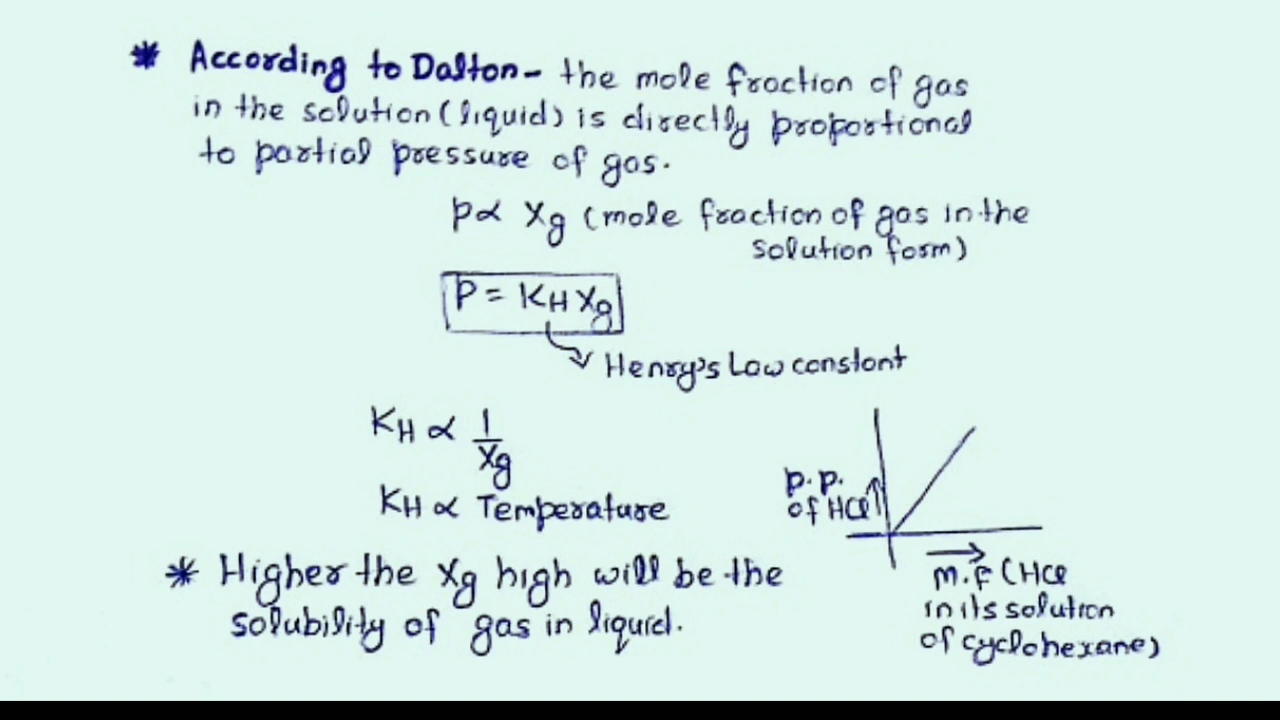 * According to Dalton- the mole fraction of gas
in the solution (liquid) is directly proportional
to partial pressure of gas.
p∝ Xg (mole fraction of gas in the
solution form)
P = KH Xg
Henry's Law constant
KH ∝ 1/Xg
KH ∝ Temperature
p.p.
of HCl
m.f (HCl
in its solution
of cyclohexane)
* Higher the Xg high will be the
solubility of gas in liquid.